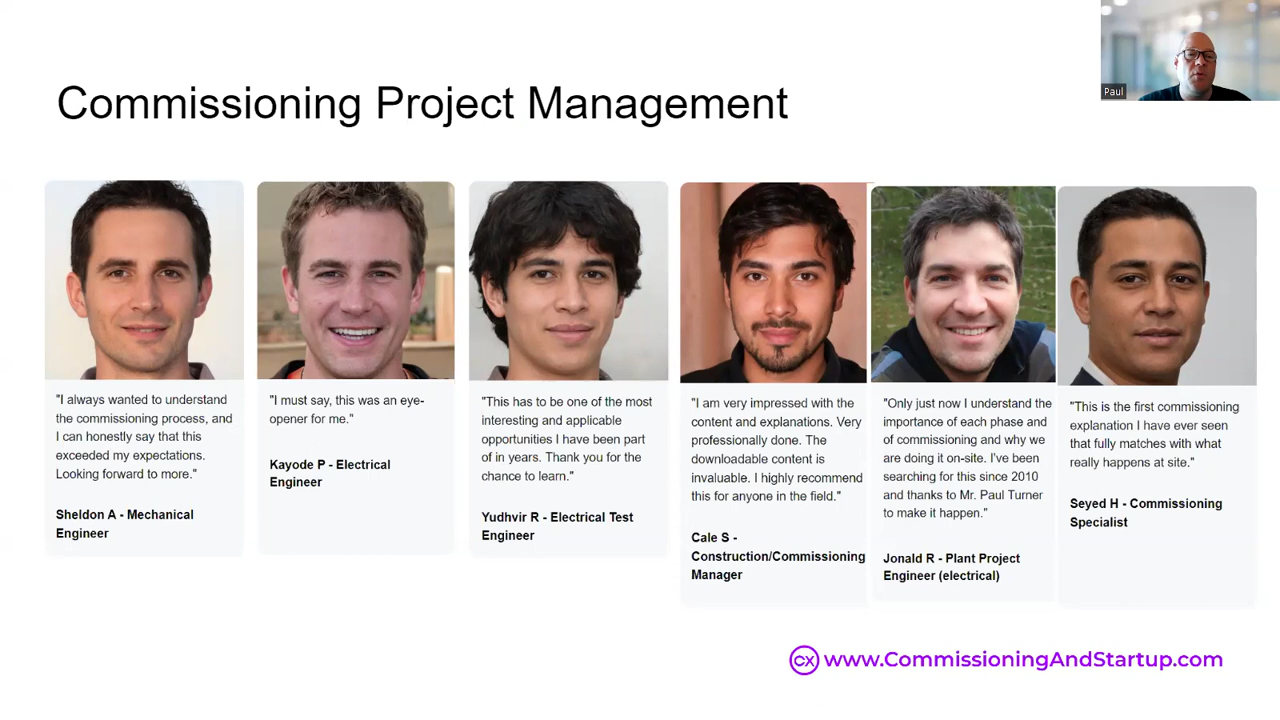 Paul
Commissioning Project Management
"I always wanted to understand
the commissioning process, and
I can honestly say that this
exceeded my expectations.
Looking forward to more."
Sheldon A - Mechanical
Engineer
"I must say, this was an eye-
opener for me."
Kayode P - Electrical
Engineer
"This has to be one of the most
interesting and applicable
opportunities I have been part
of in years. Thank you for the
chance to learn."
Yudhvir R - Electrical Test
Engineer
"I am very impressed with the
content and explanations. Very
professionally done. The
downloadable content is
invaluable. I highly recommend
this for anyone in the field."
Cale S -
Construction/Commissioning
Manager
"Only just now I understand the
importance of each phase and
of commissioning and why we
are doing it on-site. I've been
searching for this since 2010
and thanks to Mr. Paul Turner
to make it happen."
Jonald R - Plant Project
Engineer (electrical)
"This is the first commissioning
explanation I have ever seen
that fully matches with what
really happens at site."
Seyed H - Commissioning
Specialist
CX www.CommissioningAndStartup.com